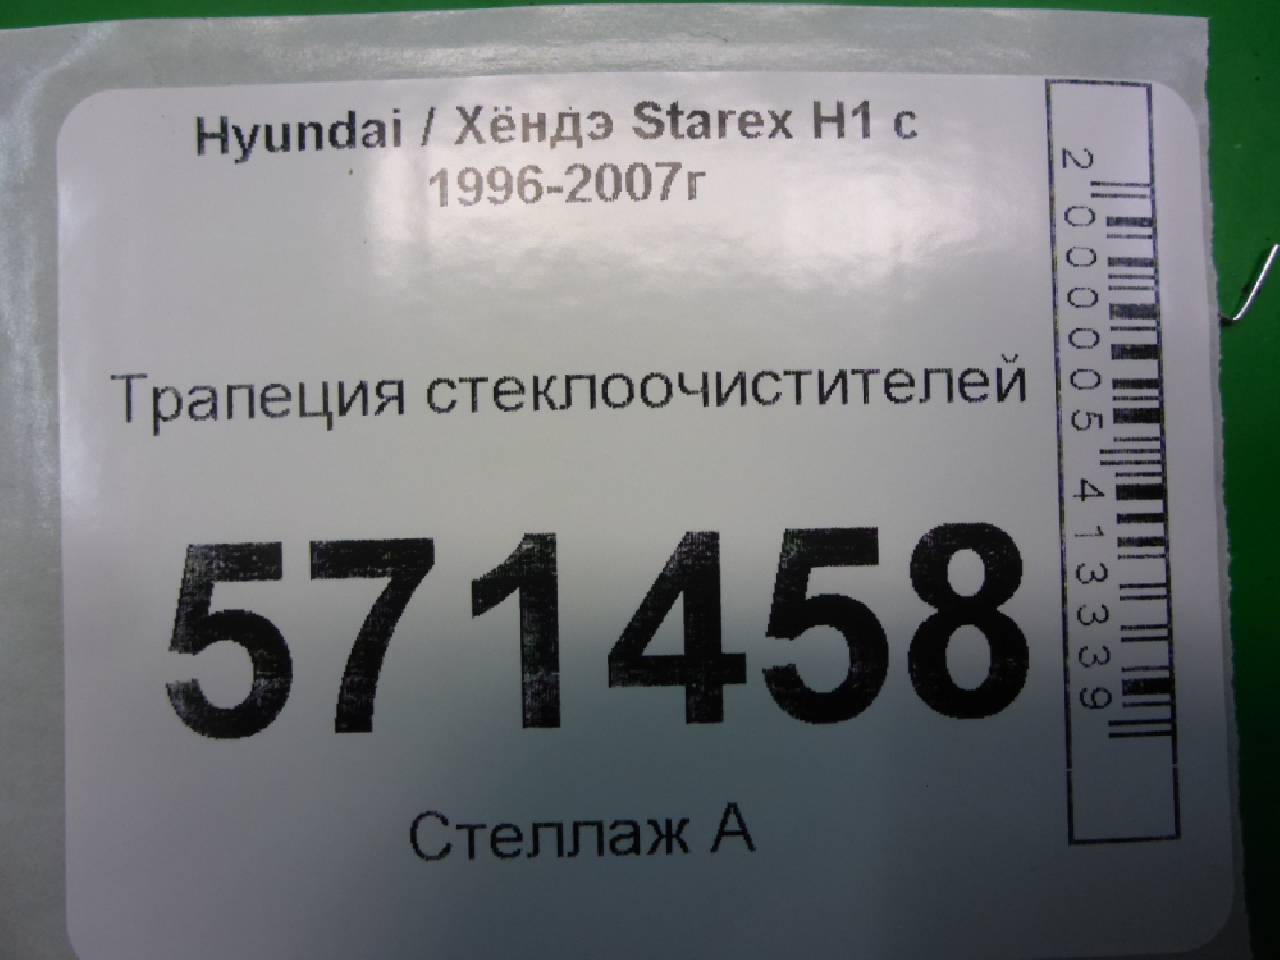 Hyundai / Хёндэ Starex H1 с
1996-2007г
Трапеция стеклоочистителей
571458
Стеллаж А
2000005413339